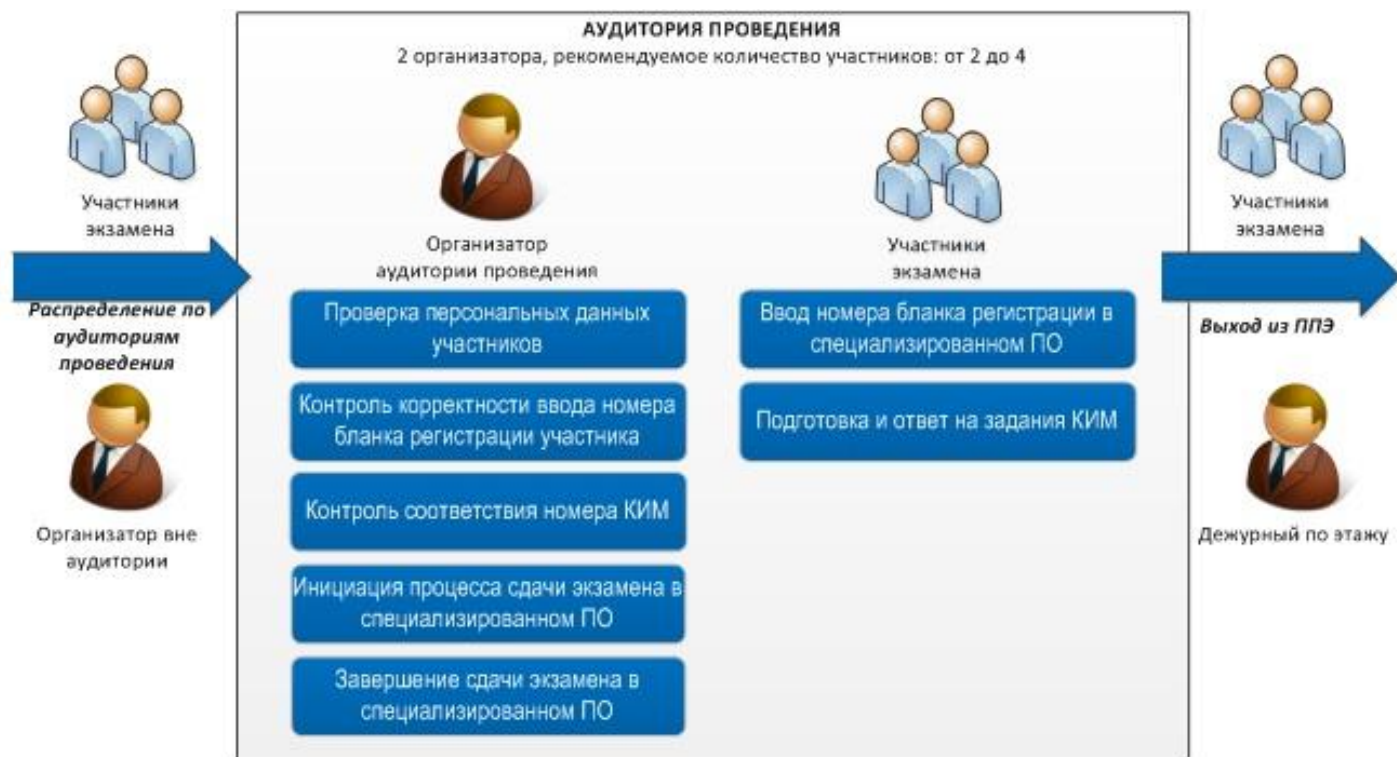 АУДИТОРИЯ ПРОВЕДЕНИЯ
2 организатора, рекомендуемое количество участников: от 2 до 4
Участники
экзамена
Распределение по
аудиториям
проведения
Организатор вне
аудитории
Организатор
аудитории проведения
Проверка персональных данных
участников
Контроль корректности ввода номера
бланка регистрации участника
Контроль соответствия номера КИМ
Инициация процесса сдачи экзамена в
специализированном ПО
Завершение сдачи экзамена в
специализированном ПО
Участники
экзамена
Ввод номера бланка регистрации в
специализированном ПО
Подготовка и ответ на задания КИМ
Участники
экзамена
Выход из ППЭ
Дежурный по этажу